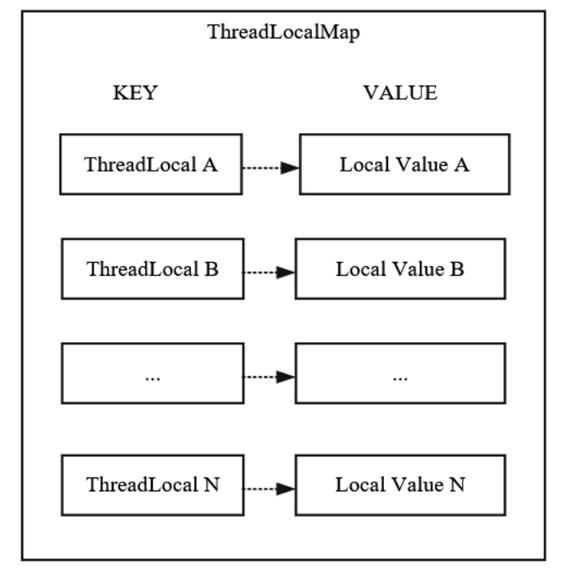 ThreadLocalMap
KEY VALUE
ThreadLocal A Local Value A
ThreadLocal B Local Value B
... ...
ThreadLocal N Local Value N